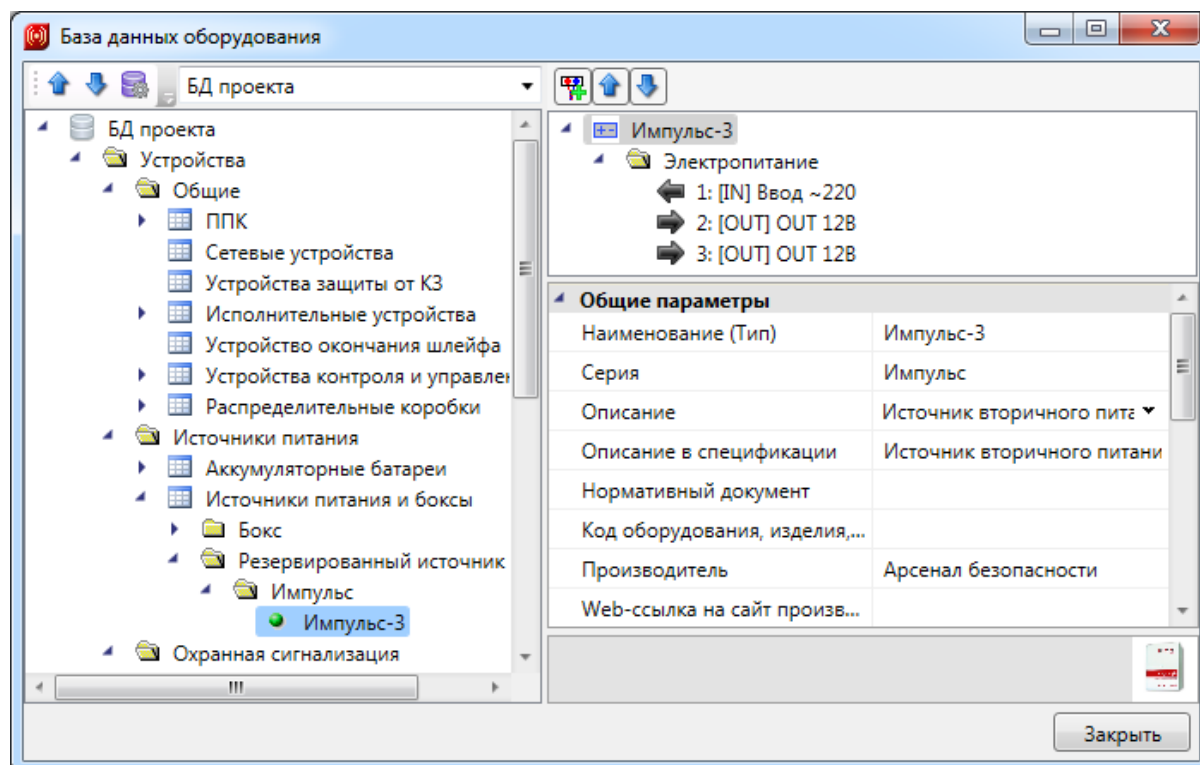 База данных оборудования
БД проекта
БД проекта
Устройства
Общие
ППК
Сетевые устройства
Устройства защиты от КЗ
Исполнительные устройства
Устройство окончания шлейфа
Устройства контроля и управлен
Распределительные коробки
Источники питания
Аккумуляторные батареи
Источники питания и боксы
Бокс
Резервированный источник
Импульс
Импульс-3
Охранная сигнализация
Импульс-3
Электропитание
1: [IN] Ввод ~220
2: [OUT] OUT 12В
3: [OUT] OUT 12В
Общие параметры
Наименование (Тип) Импульс-3
Серия Импульс
Описание Источник вторичного пита
Описание в спецификации Источник вторичного питани
Нормативный документ
Код оборудования, изделия,...
Производитель Арсенал безопасности
Web-ссылка на сайт произв...
Закрыть